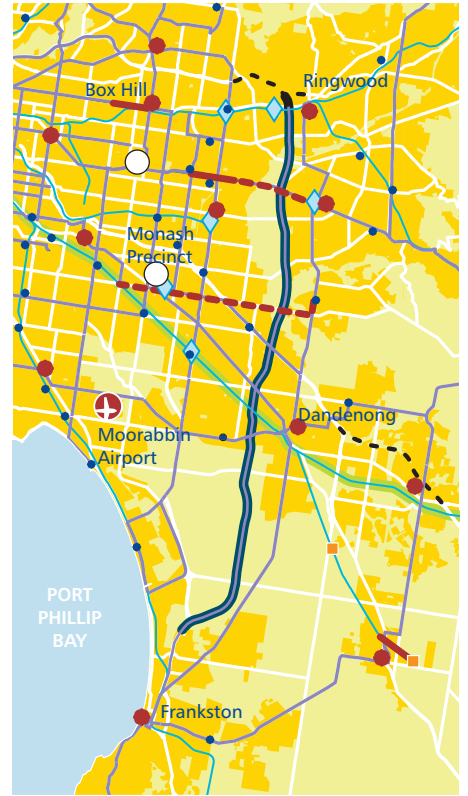 Ringwood
Box Hill
Monash
Precinct
Dandenong
Moorabbin
Airport
PORT
PHILLIP
BAY
Frankston